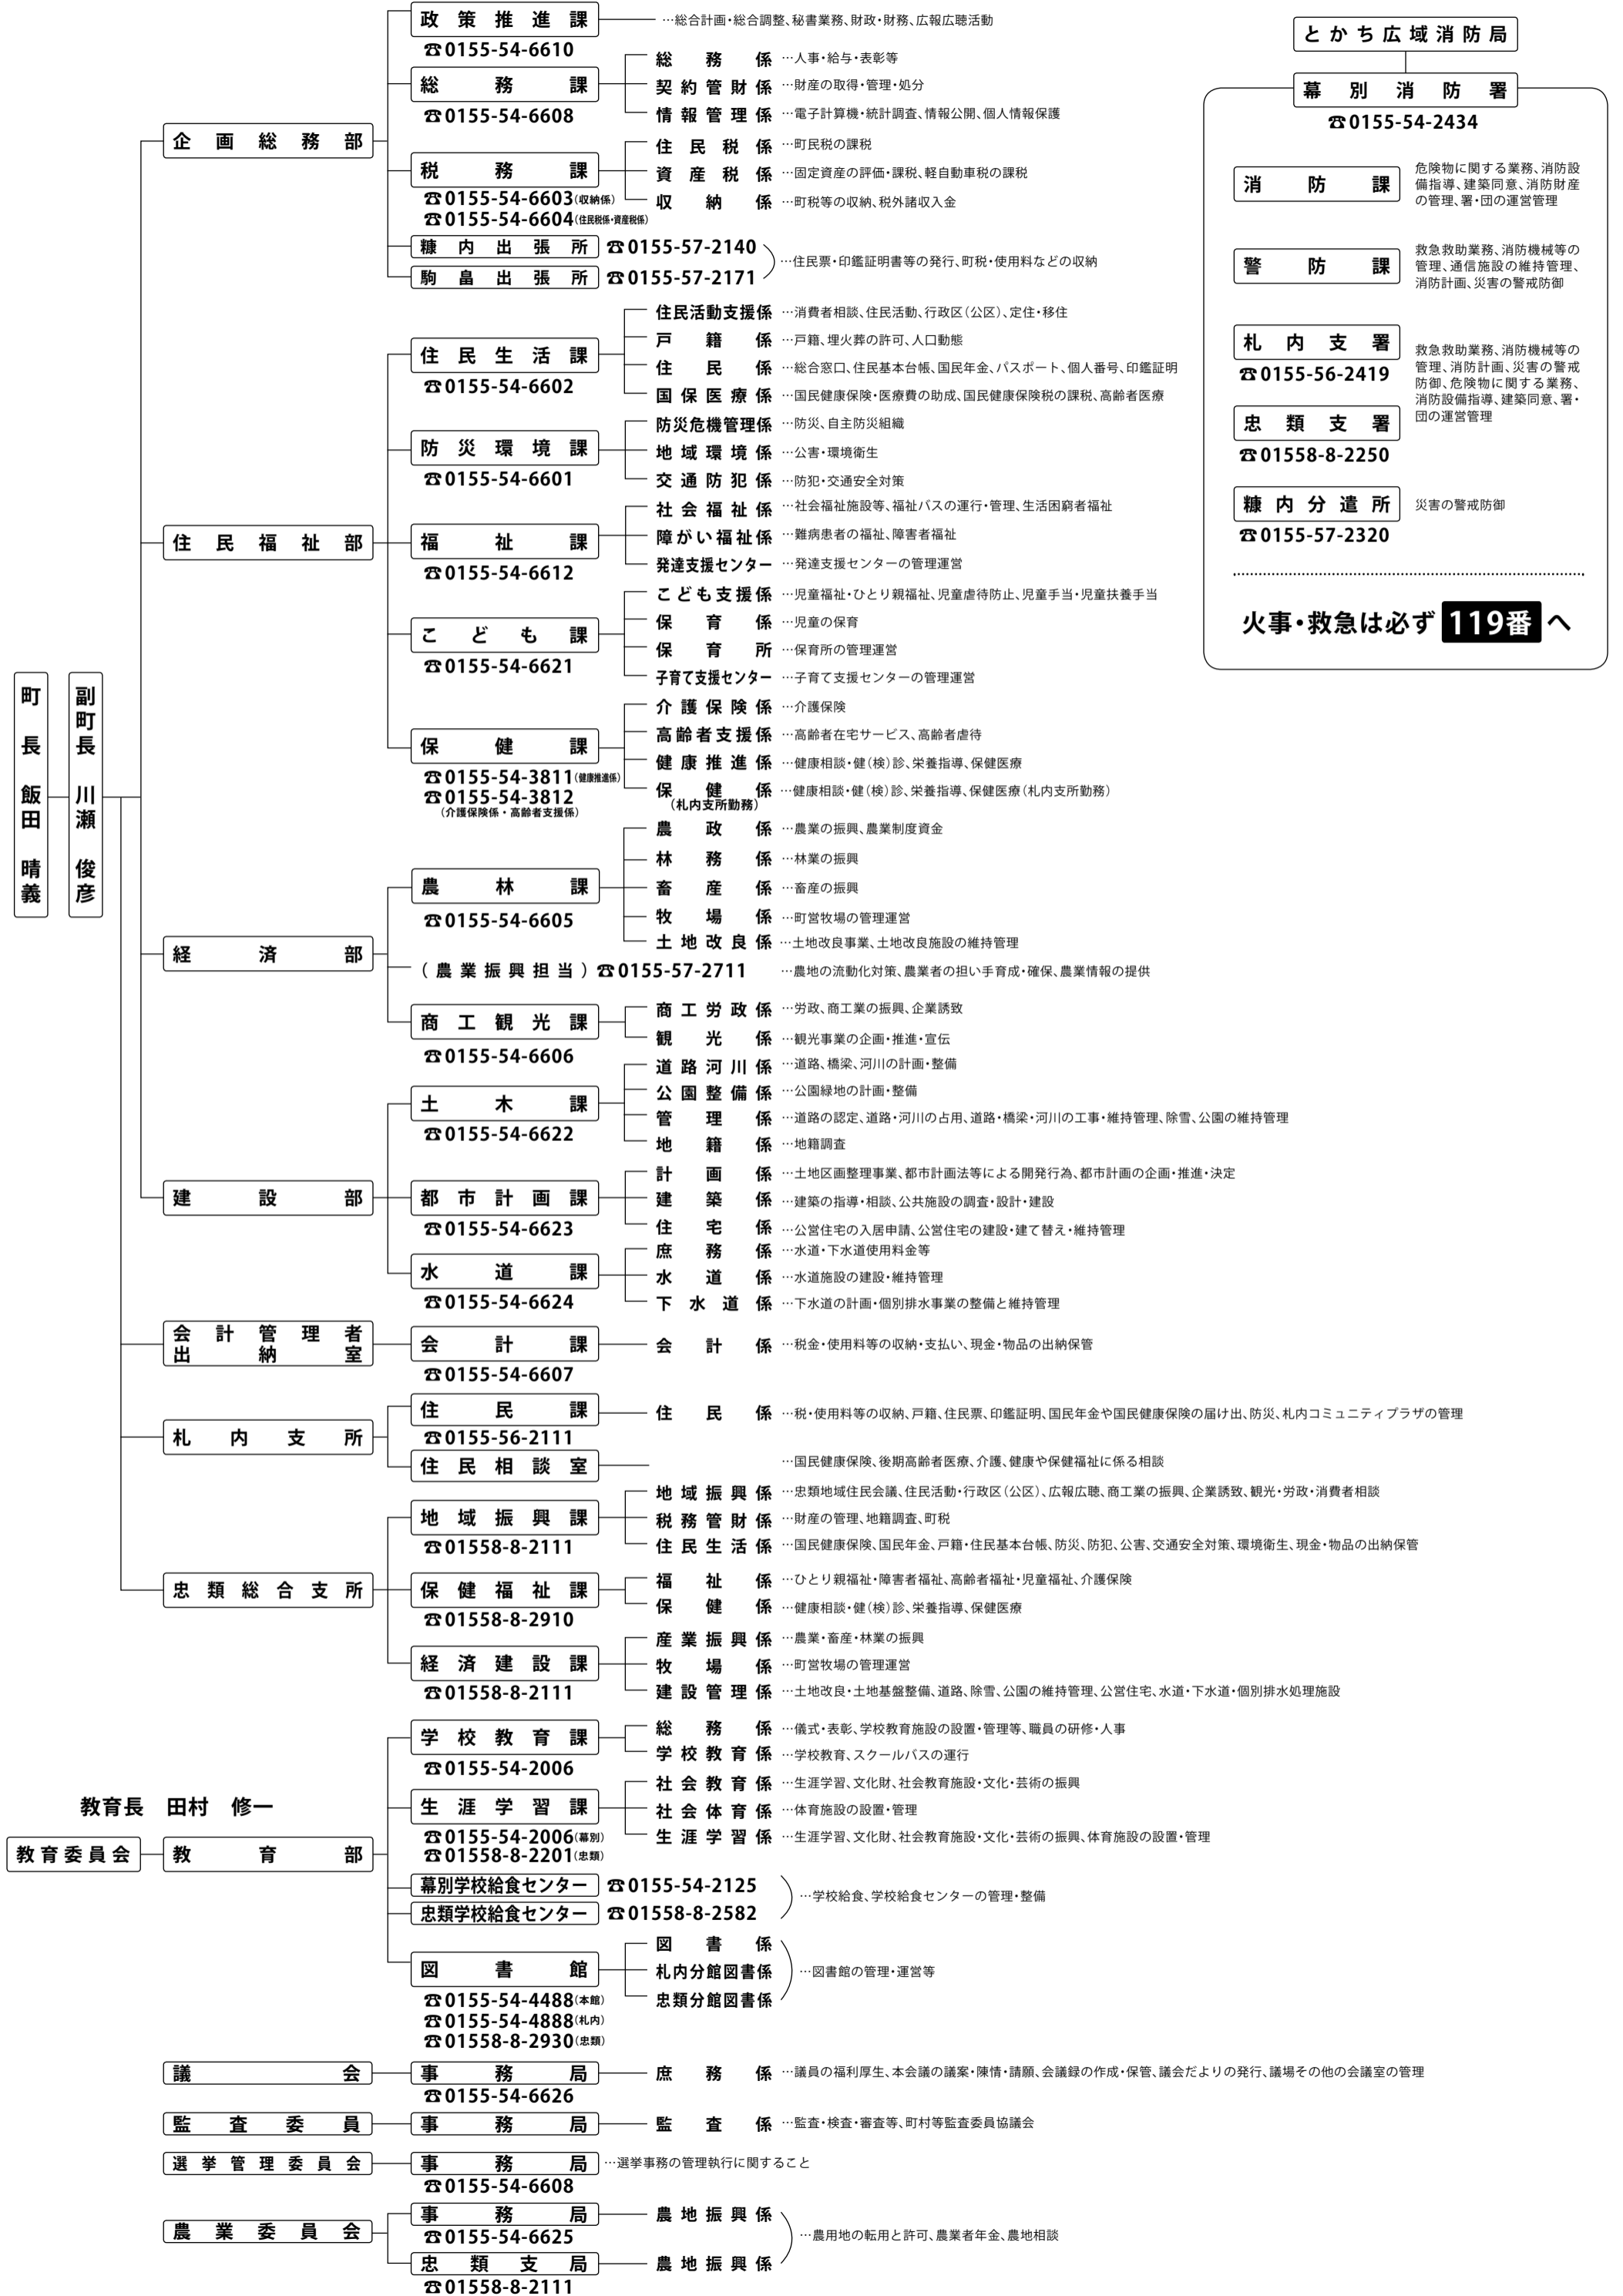 町長 飯田 晴義
副町長 川瀬 俊彦
企画総務部
政策推進課 …総合計画・総合調整、秘書業務、財政・財務、広報広聴活動
☎0155-54-6610
総務課
☎0155-54-6608
総務係 …人事・給与・表彰等
契約管財係 …財産の取得・管理・処分
情報管理係 …電子計算機・統計調査、情報公開、個人情報保護
税務課
☎0155-54-6603(収納係)
☎0155-54-6604(住民税係・資産税係)
住民税係 …町民税の課税
資産税係 …固定資産の評価・課税、軽自動車税の課税
収納係 …町税等の収納、税外諸収入金
糠内出張所 ☎0155-57-2140
駒畠出張所 ☎0155-57-2171
…住民票・印鑑証明書等の発行、町税・使用料などの収納
住民福祉部
住民生活課
☎0155-54-6602
住民活動支援係 …消費者相談、住民活動、行政区(公区)、定住・移住
戸籍係 …戸籍、埋火葬の許可、人口動態
住民係 …総合窓口、住民基本台帳、国民年金、パスポート、個人番号、印鑑証明
国保医療係 …国民健康保険・医療費の助成、国民健康保険税の課税、高齢者医療
防災環境課
☎0155-54-6601
防災危機管理係 …防災、自主防災組織
地域環境係 …公害・環境衛生
交通防犯係 …防犯・交通安全対策
福祉課
☎0155-54-6612
社会福祉係 …社会福祉施設等、福祉バスの運行・管理、生活困窮者福祉
障がい福祉係 …難病患者の福祉、障害者福祉
発達支援センター …発達支援センターの管理運営
こども課
☎0155-54-6621
こども支援係 …児童福祉・ひとり親福祉、児童虐待防止、児童手当・児童扶養手当
保育係 …児童の保育
保育所 …保育所の管理運営
子育て支援センター …子育て支援センターの管理運営
保健課
☎0155-54-3811(健康推進係)
☎0155-54-3812
(介護保険係・高齢者支援係)
介護保険係 …介護保険
高齢者支援係 …高齢者在宅サービス、高齢者虐待
健康推進係 …健康相談・健(検)診、栄養指導、保健医療
保健係 …健康相談・健(検)診、栄養指導、保健医療(札内支所勤務)
(札内支所勤務)
経済部
農林課
☎0155-54-6605
農政係 …農業の振興、農業制度資金
林務係 …林業の振興
畜産係 …畜産の振興
牧場係 …町営牧場の管理運営
土地改良係 …土地改良事業、土地改良施設の維持管理
(農業振興担当)☎0155-57-2711 …農地の流動化対策、農業者の担い手育成・確保、農業情報の提供
商工観光課
☎0155-54-6606
商工労政係 …労政、商工業の振興、企業誘致
観光係 …観光事業の企画・推進・宣伝
建設部
土木課
☎0155-54-6622
道路河川係 …道路、橋梁、河川の計画・整備
公園整備係 …公園緑地の計画・整備
管理係 …道路の認定、道路・河川の占用、道路・橋梁・河川の工事・維持管理、除雪、公園の維持管理
地籍係 …地籍調査
都市計画課
☎0155-54-6623
計画係 …土地区画整理事業、都市計画法等による開発行為、都市計画の企画・推進・決定
建築係 …建築の指導・相談、公共施設の調査・設計・建設
住宅係 …公営住宅の入居申請、公営住宅の建設・建て替え・維持管理
水道課
☎0155-54-6624
庶務係 …水道・下水道使用料金等
水道係 …水道施設の建設・維持管理
下水道係 …下水道の計画・個別排水事業の整備と維持管理
会計管理者
出納室
会計課
☎0155-54-6607
会計係 …税金・使用料等の収納・支払い、現金・物品の出納保管
札内支所
住民課
☎0155-56-2111
住民係 …税・使用料等の収納、戸籍、住民票、印鑑証明、国民年金や国民健康保険の届け出、防災、札内コミュニティプラザの管理
住民相談室 …国民健康保険、後期高齢者医療、介護、健康や保健福祉に係る相談
忠類総合支所
地域振興課
☎01558-8-2111
地域振興係 …忠類地域住民会議、住民活動・行政区(公区)、広報広聴、商工業の振興、企業誘致、観光・労政・消費者相談
税務管財係 …財産の管理、地籍調査、町税
住民生活係 …国民健康保険、国民年金、戸籍・住民基本台帳、防災、防犯、公害、交通安全対策、環境衛生、現金・物品の出納保管
保健福祉課
☎01558-8-2910
福祉係 …ひとり親福祉・障害者福祉、高齢者福祉・児童福祉、介護保険
保健係 …健康相談・健(検)診、栄養指導、保健医療
経済建設課
☎01558-8-2111
産業振興係 …農業・畜産・林業の振興
牧場係 …町営牧場の管理運営
建設管理係 …土地改良・土地基盤整備、道路、除雪、公園の維持管理、公営住宅、水道・下水道・個別排水処理施設
教育長 田村 修一
教育委員会
教育部
学校教育課
☎0155-54-2006
総務係 …儀式・表彰、学校教育施設の設置・管理等、職員の研修・人事
学校教育係 …学校教育、スクールバスの運行
生涯学習課
☎0155-54-2006(幕別)
☎01558-8-2201(忠類)
社会教育係 …生涯学習、文化財、社会教育施設・文化・芸術の振興
社会体育係 …体育施設の設置・管理
生涯学習係 …生涯学習、文化財、社会教育施設・文化・芸術の振興、体育施設の設置・管理
幕別学校給食センター ☎0155-54-2125
忠類学校給食センター ☎01558-8-2582
…学校給食、学校給食センターの管理・整備
図書館
☎0155-54-4488(本館)
☎0155-54-4888(札内)
☎01558-8-2930(忠類)
図書係
札内分館図書係
忠類分館図書係
…図書館の管理・運営等
議会
事務局
☎0155-54-6626
庶務係 …議員の福利厚生、本会議の議案・陳情・請願、会議録の作成・保管、議会だよりの発行、議場その他の会議室の管理
監査委員
事務局
監査係 …監査・検査・審査等、町村等監査委員協議会
選挙管理委員会
事務局 …選挙事務の管理執行に関すること
☎0155-54-6608
農業委員会
事務局
☎0155-54-6625
農地振興係
忠類支局
☎01558-8-2111
農地振興係
…農用地の転用と許可、農業者年金、農地相談
とかち広域消防局
幕別消防署
☎0155-54-2434
消防課
危険物に関する業務、消防設
備指導、建築同意、消防財産
の管理、署・団の運営管理
警防課
救急救助業務、消防機械等の
管理、通信施設の維持管理、
消防計画、災害の警戒防御
札内支署
☎0155-56-2419
忠類支署
☎01558-8-2250
救急救助業務、消防機械等の
管理、消防計画、災害の警戒
防御、危険物に関する業務、
消防設備指導、建築同意、署・
団の運営管理
糠内分遣所 災害の警戒防御
☎0155-57-2320
火事・救急は必ず 119番 へ